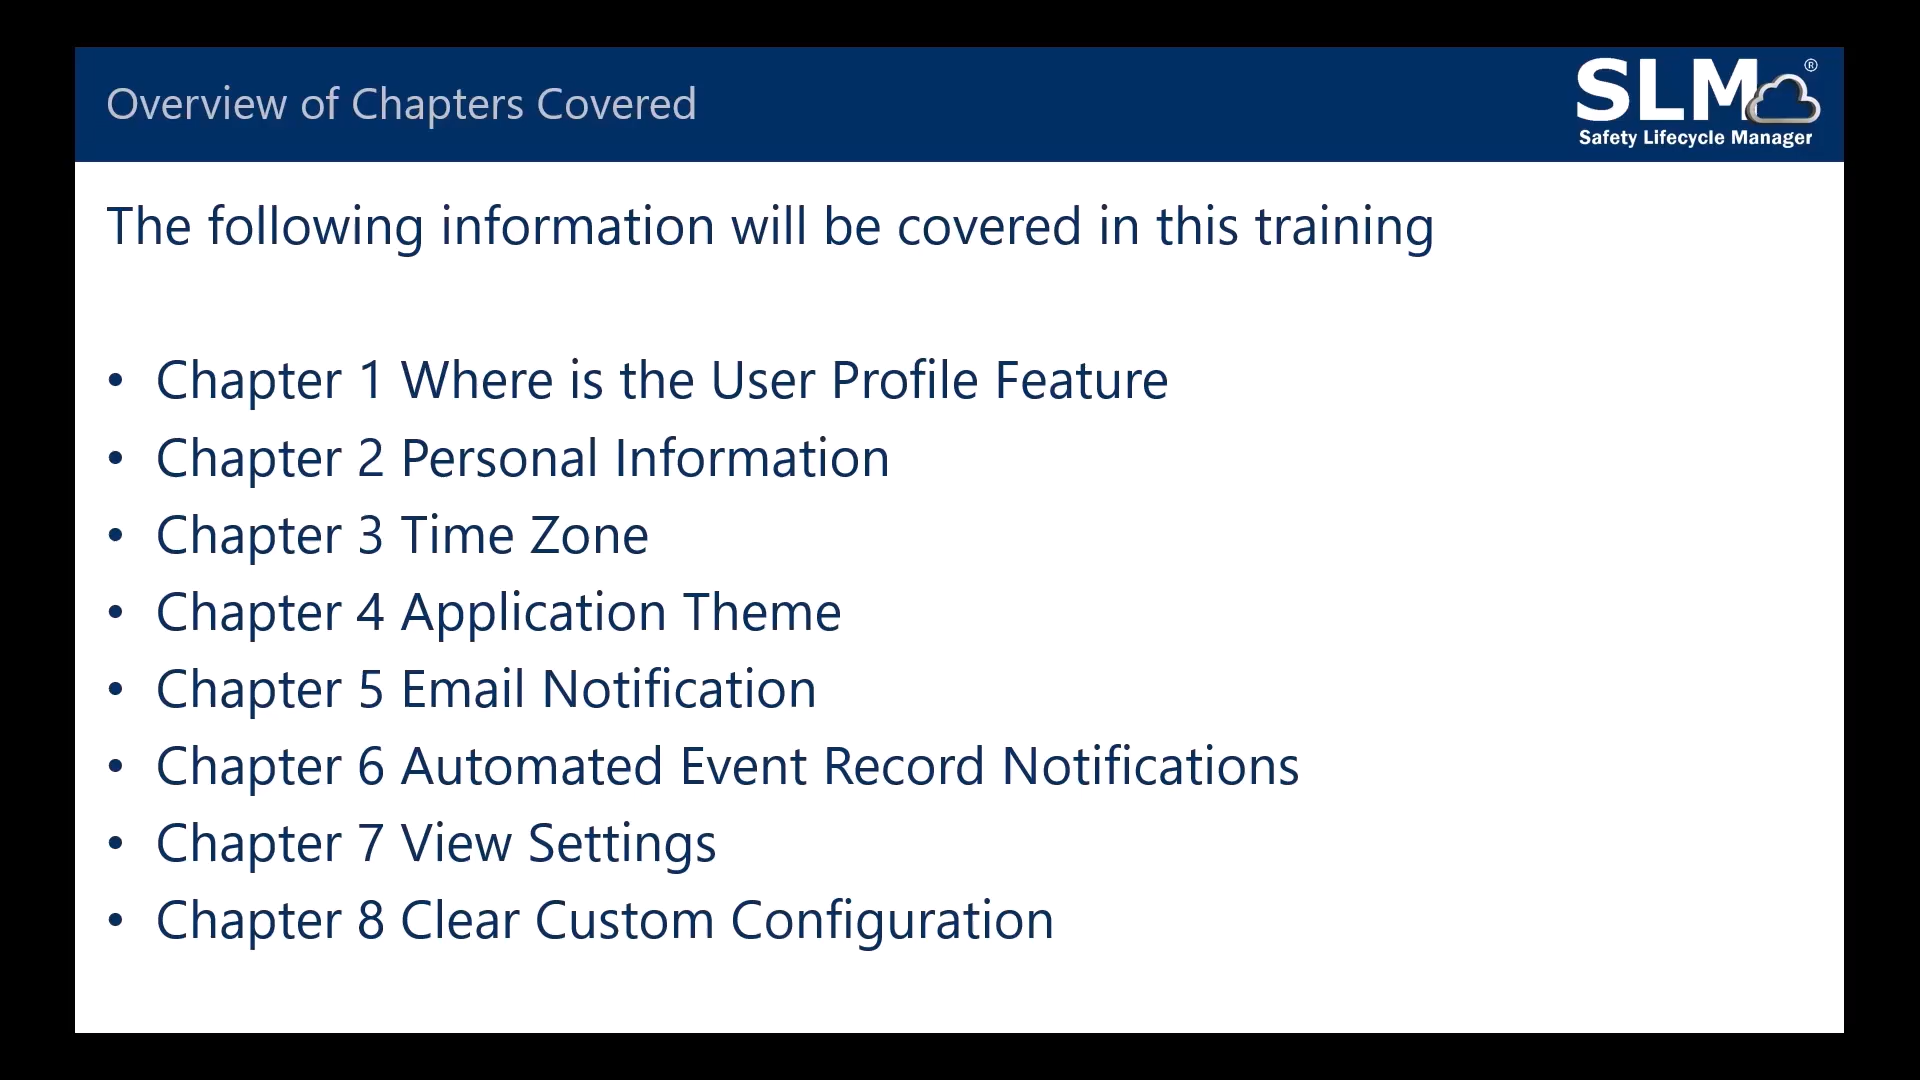 Overview of Chapters Covered
SLM®
Safety Lifecycle Manager
The following information will be covered in this training
• Chapter 1 Where is the User Profile Feature
• Chapter 2 Personal Information
• Chapter 3 Time Zone
• Chapter 4 Application Theme
• Chapter 5 Email Notification
• Chapter 6 Automated Event Record Notifications
• Chapter 7 View Settings
• Chapter 8 Clear Custom Configuration